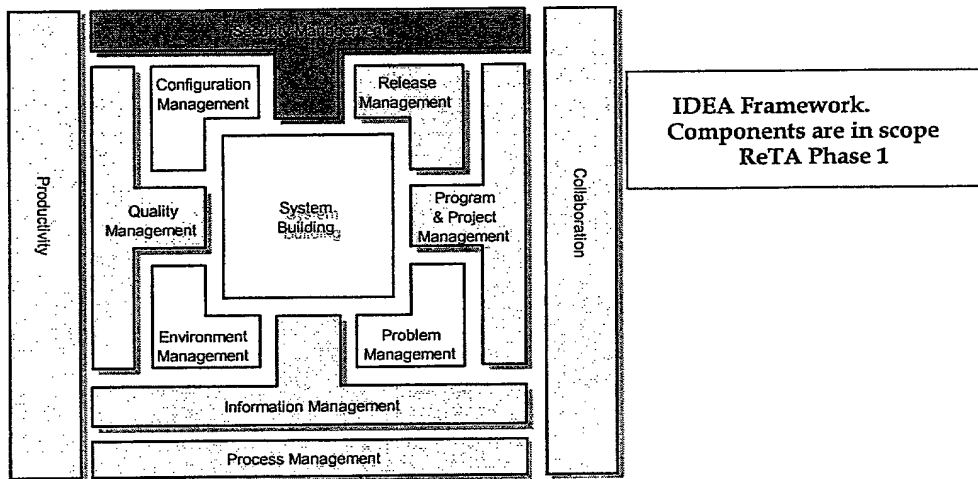 Security Management
Configuration
Management
Release
Management
IDEA Framework.
Components are in scope
ReTA Phase 1
Productivity
Quality
Management
System
Building
Program
& Project
Management
Collaboration
Environment
Management
Problem
Management
Information Management
Process Management